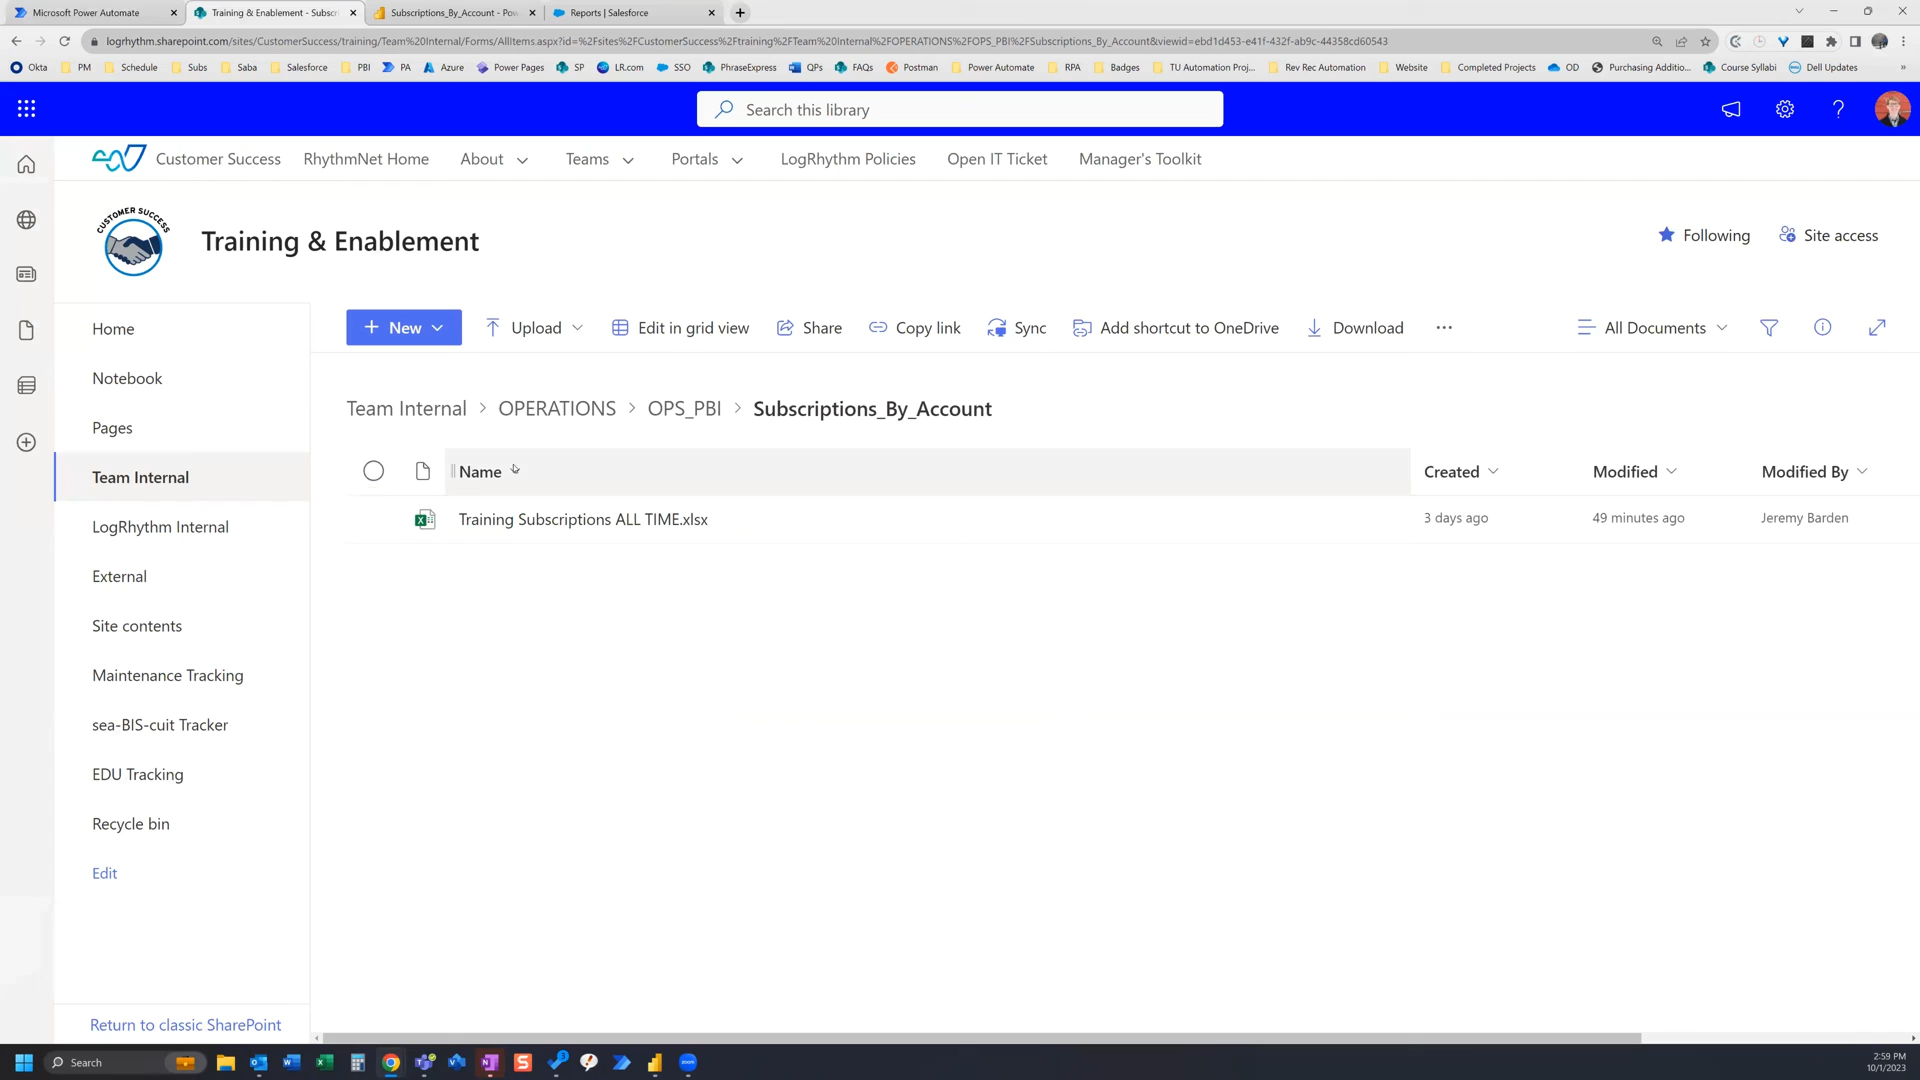 Microsoft Power Automate
Training & Enablement - Subscri
Subscriptions_By_Account - Pow
Reports | Salesforce
logrhythm.sharepoint.com/sites/CustomerSuccess/training/Team%20Internal/Forms/AllItems.aspx?id=%2Fsites%2FCustomerSuccess%2Ftraining%2FTeam%20Internal%2FOPERATIONS%2FOPS_PBI%2FSubscriptions_By_Account&viewid=ebd1d453-e41f-432f-ab9c-44358cd60543
Okta PM Schedule Subs Saba Salesforce PBI PA Azure Power Pages SP LR.com SSO PhraseExpress QPs FAQs Postman Power Automate RPA Badges TU Automation Proj... Rev Rec Automation Website Completed Projects OD Purchasing Additio... Course Syllabi Dell Updates »
Search this library
Customer Success RhythmNet Home About Teams Portals LogRhythm Policies Open IT Ticket Manager's Toolkit
CUSTOMER SUCCESS
Training & Enablement
Following Site access
Home
Notebook
Pages
Team Internal
LogRhythm Internal
External
Site contents
Maintenance Tracking
sea-BIS-cuit Tracker
EDU Tracking
Recycle bin
Edit
Return to classic SharePoint
+ New Upload Edit in grid view Share Copy link Sync Add shortcut to OneDrive Download ... All Documents
Team Internal > OPERATIONS > OPS_PBI > Subscriptions_By_Account
Name Created Modified Modified By
Training Subscriptions ALL TIME.xlsx 3 days ago 49 minutes ago Jeremy Barden
Search
2:59 PM
10/1/2023